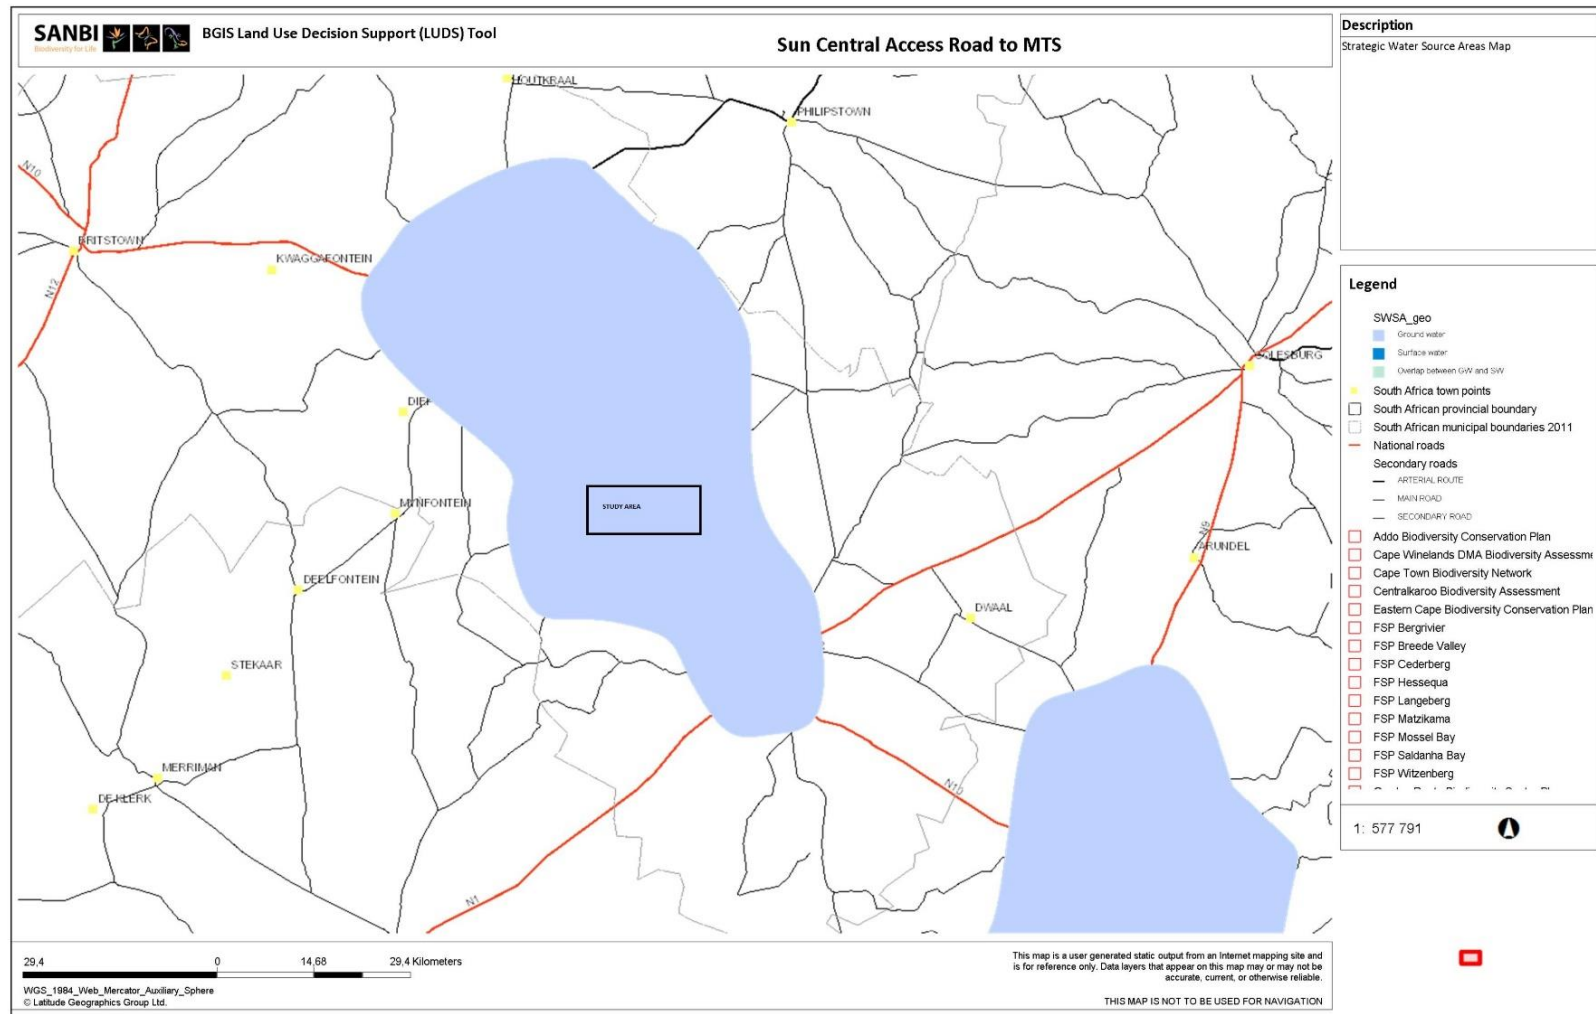 SANBI
Biodiversity for Life
BGIS Land Use Decision Support (LUDS) Tool
Sun Central Access Road to MTS
HOUTKRAAL
PHILIPSTOWN
N10
BRITSTOWN
KWAGGAFONTEIN
N12
COLESBURG
STUDY AREA
MYNFONTEIN
N9
ARUNDEL
DEELFONTEIN
DWAAL
STEKAAR
MERRIMAN
DE KLERK
N10
N1
29,4
0
14,68
29,4 Kilometers
WGS_1984_Web_Mercator_Auxiliary_Sphere
© Latitude Geographics Group Ltd.
This map is a user generated static output from an Internet mapping site and
is for reference only. Data layers that appear on this map may or may not be
accurate, current, or otherwise reliable.
THIS MAP IS NOT TO BE USED FOR NAVIGATION
Description
Strategic Water Source Areas Map
Legend
SWSA_geo
Ground water
Surface water
Overlap between GW and SW
South Africa town points
South African provincial boundary
South African municipal boundaries 2011
National roads
Secondary roads
ARTERIAL ROUTE
MAIN ROAD
SECONDARY ROAD
Addo Biodiversity Conservation Plan
Cape Winelands DMA Biodiversity Assessme
Cape Town Biodiversity Network
Centralkaroo Biodiversity Assessment
Eastern Cape Biodiversity Conservation Plan
FSP Bergrivier
FSP Breede Valley
FSP Cederberg
FSP Hessequa
FSP Langeberg
FSP Matzikama
FSP Mossel Bay
FSP Saldanha Bay
FSP Witzenberg
1: 577 791